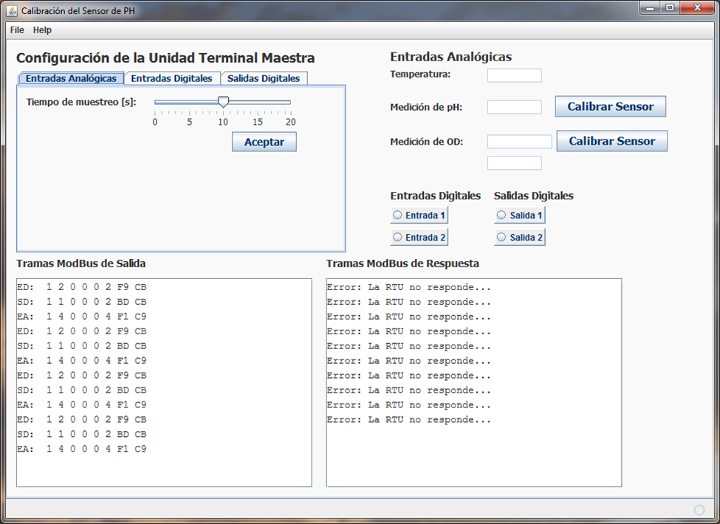 Calibración del Sensor de PH
File Help
Configuración de la Unidad Terminal Maestra
Entradas Analógicas Entradas Digitales Salidas Digitales
Tiempo de muestreo [s]:
0 5 10 15 20
Aceptar
Entradas Analógicas
Temperatura:
Medición de pH: Calibrar Sensor
Medición de OD: Calibrar Sensor
Entradas Digitales Salidas Digitales
Entrada 1 Salida 1
Entrada 2 Salida 2
Tramas ModBus de Salida
ED: 1 2 0 0 0 2 F9 CB
SD: 1 1 0 0 0 2 BD CB
EA: 1 4 0 0 0 4 F1 C9
ED: 1 2 0 0 0 2 F9 CB
SD: 1 1 0 0 0 2 BD CB
EA: 1 4 0 0 0 4 F1 C9
ED: 1 2 0 0 0 2 F9 CB
SD: 1 1 0 0 0 2 BD CB
EA: 1 4 0 0 0 4 F1 C9
ED: 1 2 0 0 0 2 F9 CB
SD: 1 1 0 0 0 2 BD CB
EA: 1 4 0 0 0 4 F1 C9
Tramas ModBus de Respuesta
Error: La RTU no responde...
Error: La RTU no responde...
Error: La RTU no responde...
Error: La RTU no responde...
Error: La RTU no responde...
Error: La RTU no responde...
Error: La RTU no responde...
Error: La RTU no responde...
Error: La RTU no responde...
Error: La RTU no responde...